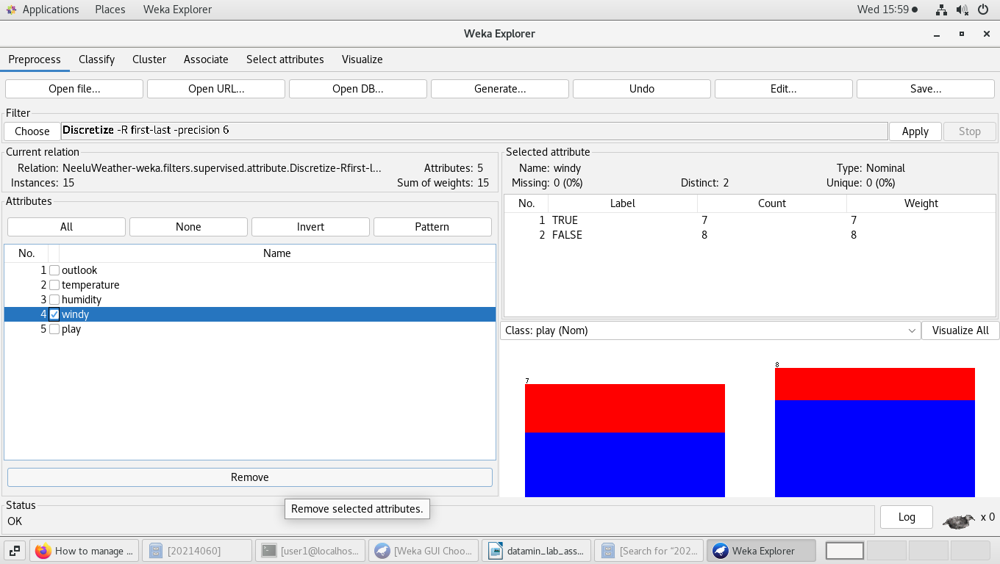 Applications Places Weka Explorer Wed 15:59
Weka Explorer
Preprocess Classify Cluster Associate Select attributes Visualize
Open file... Open URL... Open DB... Generate... Undo Edit... Save...
Filter
Choose Discretize -R first-last -precision 6 Apply Stop
Current relation
Relation: NeeluWeather-weka.filters.supervised.attribute.Discretize-Rfirst-l... Attributes: 5
Instances: 15 Sum of weights: 15
Attributes
All None Invert Pattern
No. Name
1 outlook
2 temperature
3 humidity
4 windy
5 play
Remove
Selected attribute
Name: windy Type: Nominal
Missing: 0 (0%) Distinct: 2 Unique: 0 (0%)
No. Label Count Weight
1 TRUE 7 7
2 FALSE 8 8
Class: play (Nom) Visualize All
7
8
Status
OK
Remove selected attributes.
Log x 0
How to manage ... [20214060] [user1@localhos... [Weka GUI Choo... datamin_lab_ass... [Search for “202... Weka Explorer